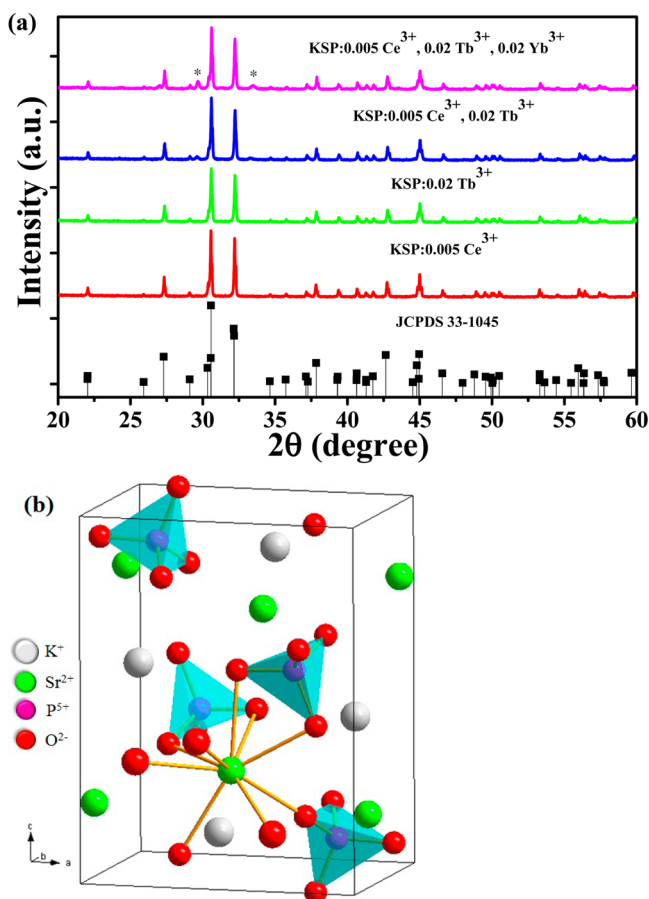 (a)
KSP:0.005 Ce3+, 0.02 Tb3+, 0.02 Yb3+
* *
KSP:0.005 Ce3+, 0.02 Tb3+
KSP:0.02 Tb3+
KSP:0.005 Ce3+
JCPDS 33-1045
Intensity (a.u.)
20 25 30 35 40 45 50 55 60
2θ (degree)
(b)
K+
Sr2+
P5+
O2-
c
b a